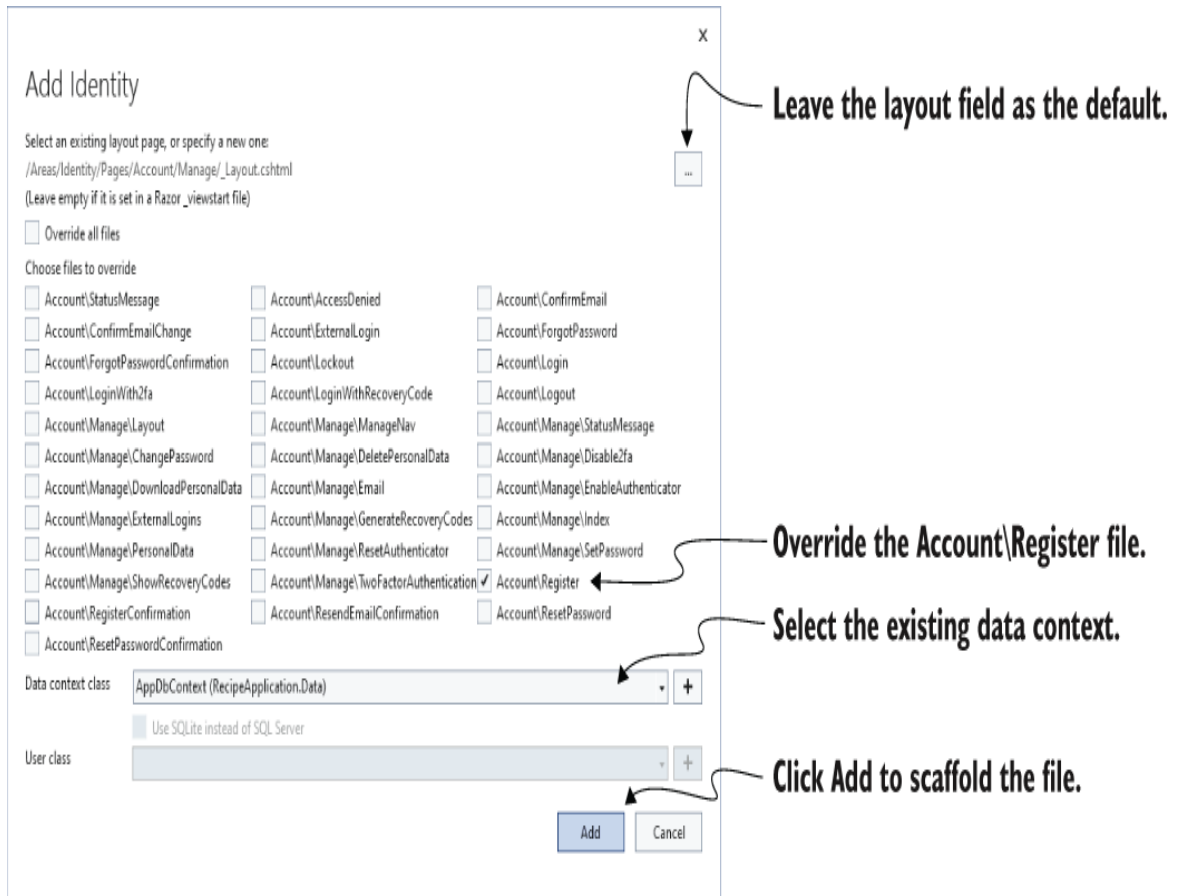 x
Add Identity
Leave the layout field as the default.
Select an existing layout page, or specify a new one:
/Areas/Identity/Pages/Account/Manage/_Layout.cshtml
...
(Leave empty if it is set in a Razor _viewstart file)
Override all files
Choose files to override
Account\StatusMessage Account\AccessDenied Account\ConfirmEmail
Account\ConfirmEmailChange Account\ExternalLogin Account\ForgotPassword
Account\ForgotPasswordConfirmation Account\Lockout Account\Login
Account\LoginWith2fa Account\LoginWithRecoveryCode Account\Logout
Account\Manage\Layout Account\Manage\ManageNav Account\Manage\StatusMessage
Account\Manage\ChangePassword Account\Manage\DeletePersonalData Account\Manage\Disable2fa
Account\Manage\DownloadPersonalData Account\Manage\Email Account\Manage\EnableAuthenticator
Account\Manage\ExternalLogins Account\Manage\GenerateRecoveryCodes Account\Manage\Index
Account\Manage\PersonalData Account\Manage\ResetAuthenticator Account\Manage\SetPassword
Override the Account\Register file.
Account\Manage\ShowRecoveryCodes Account\Manage\TwoFactorAuthentication ✓ Account\Register
Account\RegisterConfirmation Account\ResendEmailConfirmation Account\ResetPassword
Select the existing data context.
Account\ResetPasswordConfirmation
Data context class AppDbContext (RecipeApplication.Data) +
Use SQLite instead of SQL Server
User class +
Click Add to scaffold the file.
Add Cancel